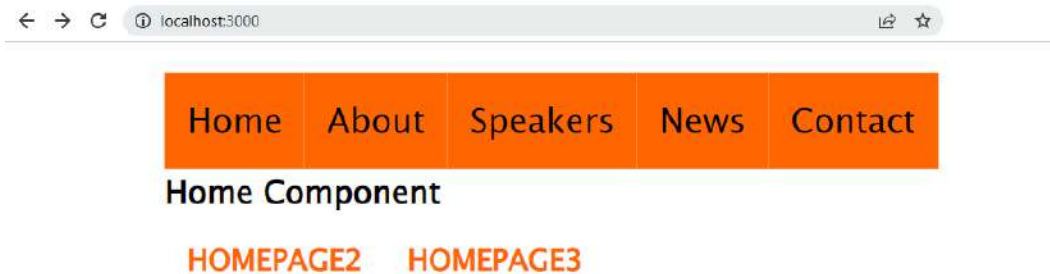 localhost:3000
Home About Speakers News Contact
Home Component
HOMEPAGE2 HOMEPAGE3